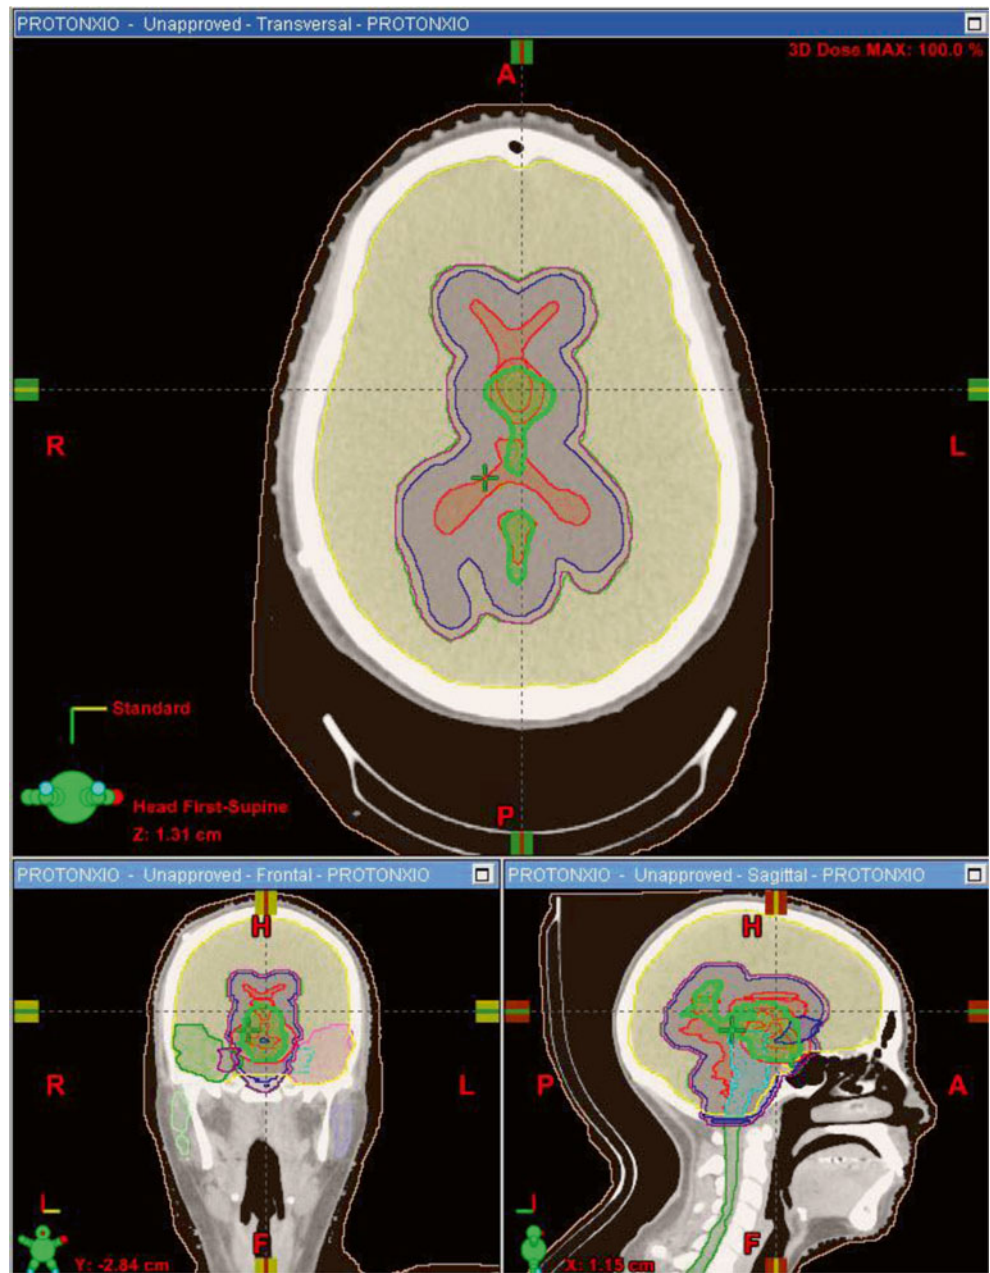 PROTONXIO - Unapproved - Transversal - PROTONXIO
3D Dose MAX: 100.0 %
A
R
L
Standard
Head First-Supine
Z: 1.31 cm
P
PROTONXIO - Unapproved - Frontal - PROTONXIO
H
R
L
F
Y: -2.84 cm
PROTONXIO - Unapproved - Sagittal - PROTONXIO
H
P
A
F
X: 1.15 cm